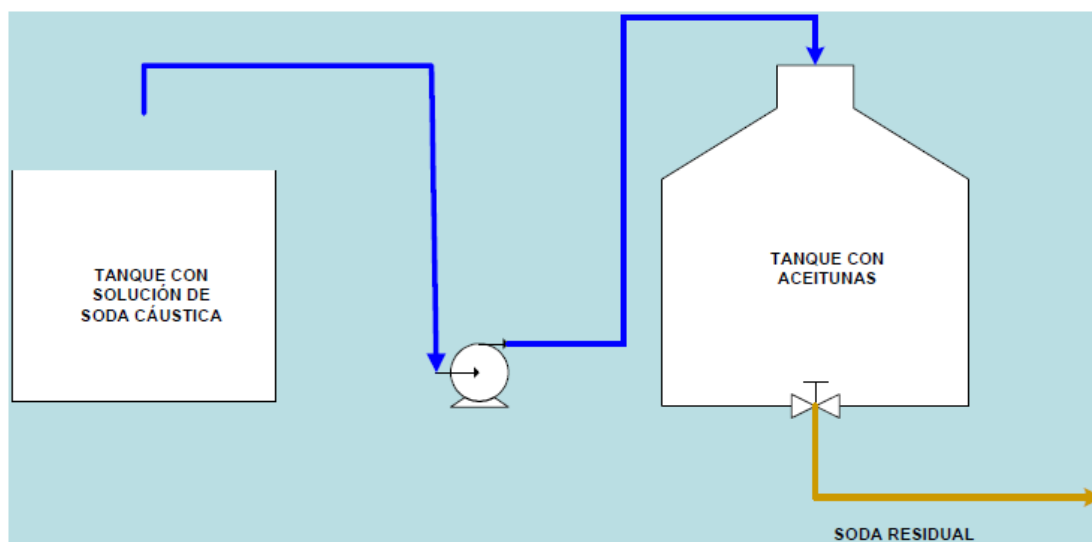 TANQUE CON
SOLUCIÓN DE
SODA CÁUSTICA
TANQUE CON
ACEITUNAS
SODA RESIDUAL